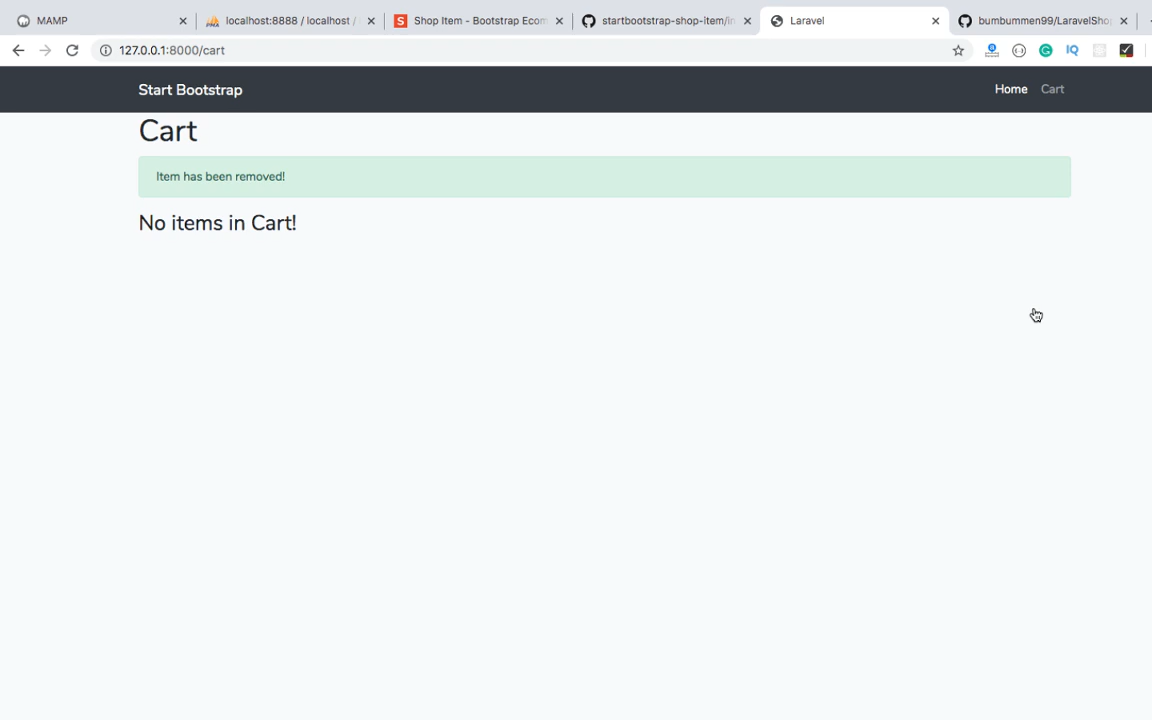 MAMP
localhost:8888 / localhost /
Shop Item - Bootstrap Ecom
startbootstrap-shop-item/in
Laravel
bumbummen99/LaravelSho
127.0.0.1:8000/cart
Start Bootstrap
Home
Cart
Cart
Item has been removed!
No items in Cart!